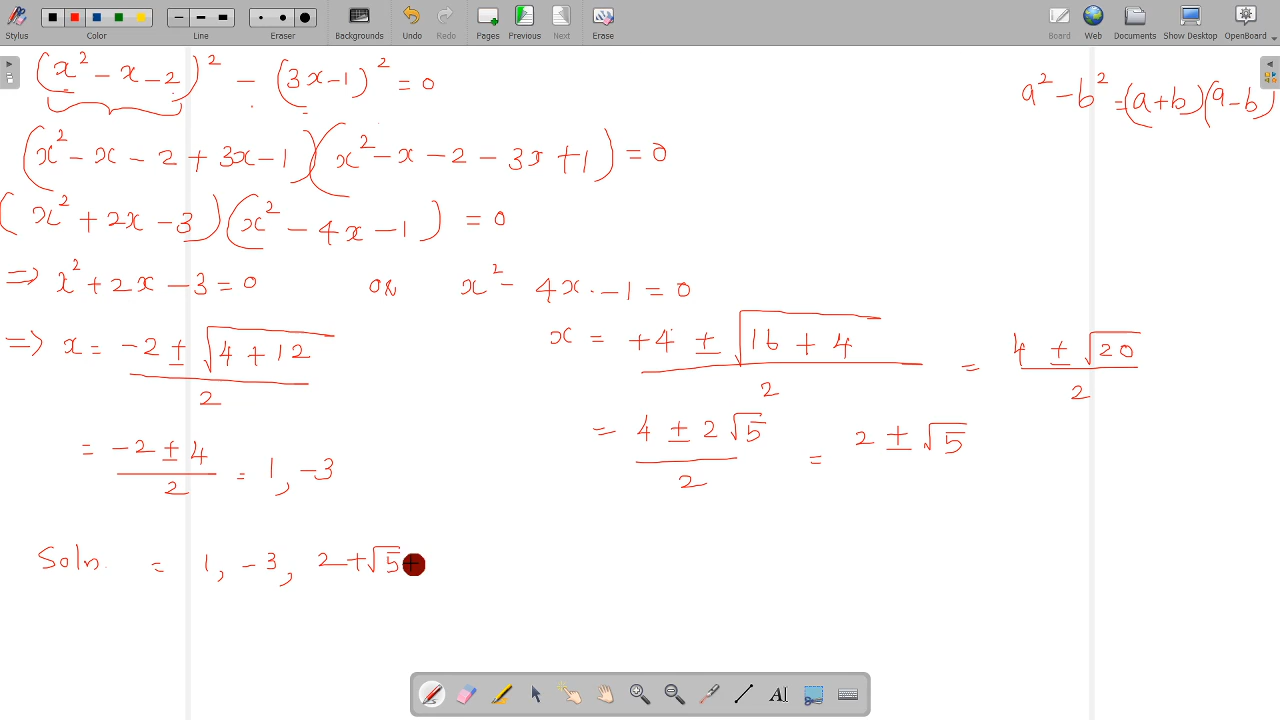 Stylus Color Line Eraser Backgrounds Undo Redo Pages Previous Next Erase Board Web Documents Show Desktop OpenBoard
(x² - x - 2)² - (3x - 1)² = 0
a² - b² = (a + b)(a - b)
(x² - x - 2 + 3x - 1)(x² - x - 2 - 3x + 1) = 0
(x² + 2x - 3)(x² - 4x - 1) = 0
=> x² + 2x - 3 = 0 or x² - 4x - 1 = 0
=> x = (-2 ± √(4 + 12))/2
x = (+4 ± √(16 + 4))/2 = (4 ± √20)/2
= (-2 ± 4)/2 = 1, -3
= (4 ± 2√5)/2 = 2 ± √5
Soln. = 1, -3, 2 + √5
AI